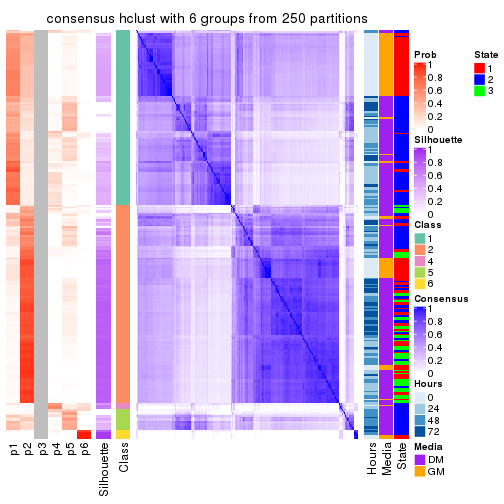 consensus hclust with 6 groups from 250 partitions
p1
p2
p3
p4
p5
p6
Silhouette
Class
Hours
Media
State
Prob
1
0.8
0.6
0.4
0.2
0
Silhouette
1
0.8
0.6
0.4
0.2
0
Class
1
2
4
5
6
Consensus
1
0.8
0.6
0.4
0.2
0
Hours
0
24
48
72
Media
DM
GM
State
1
2
3